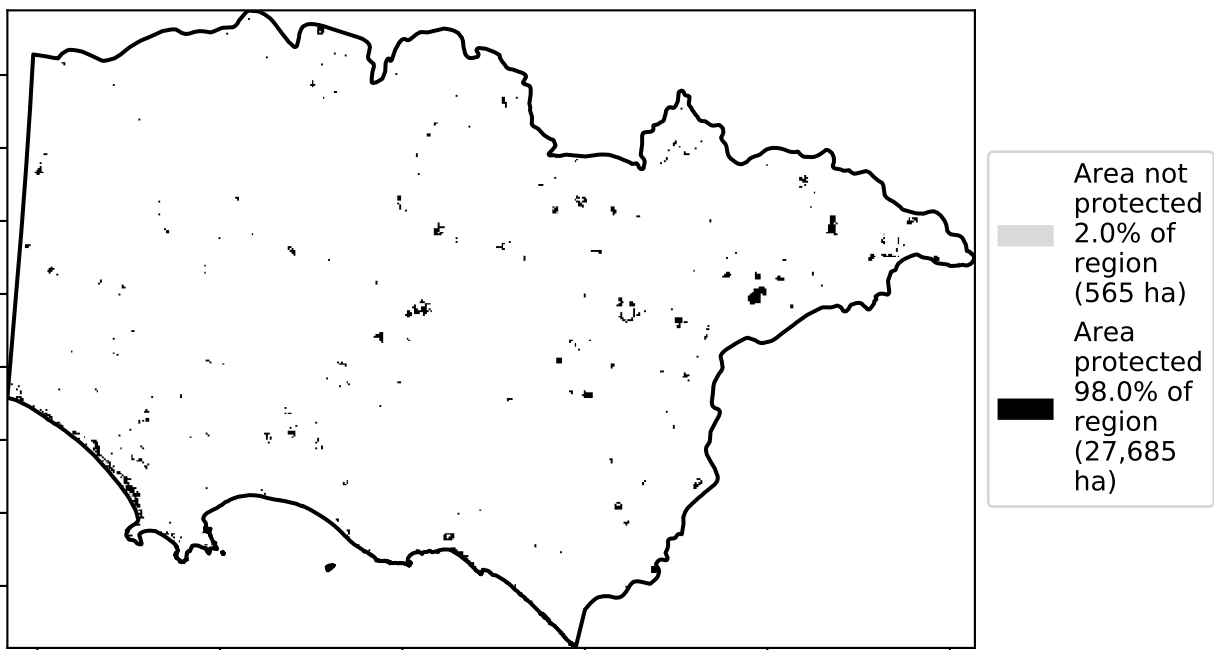 Area not
protected
2.0% of
region
(565 ha)
Area
protected
98.0% of
region
(27,685
ha)